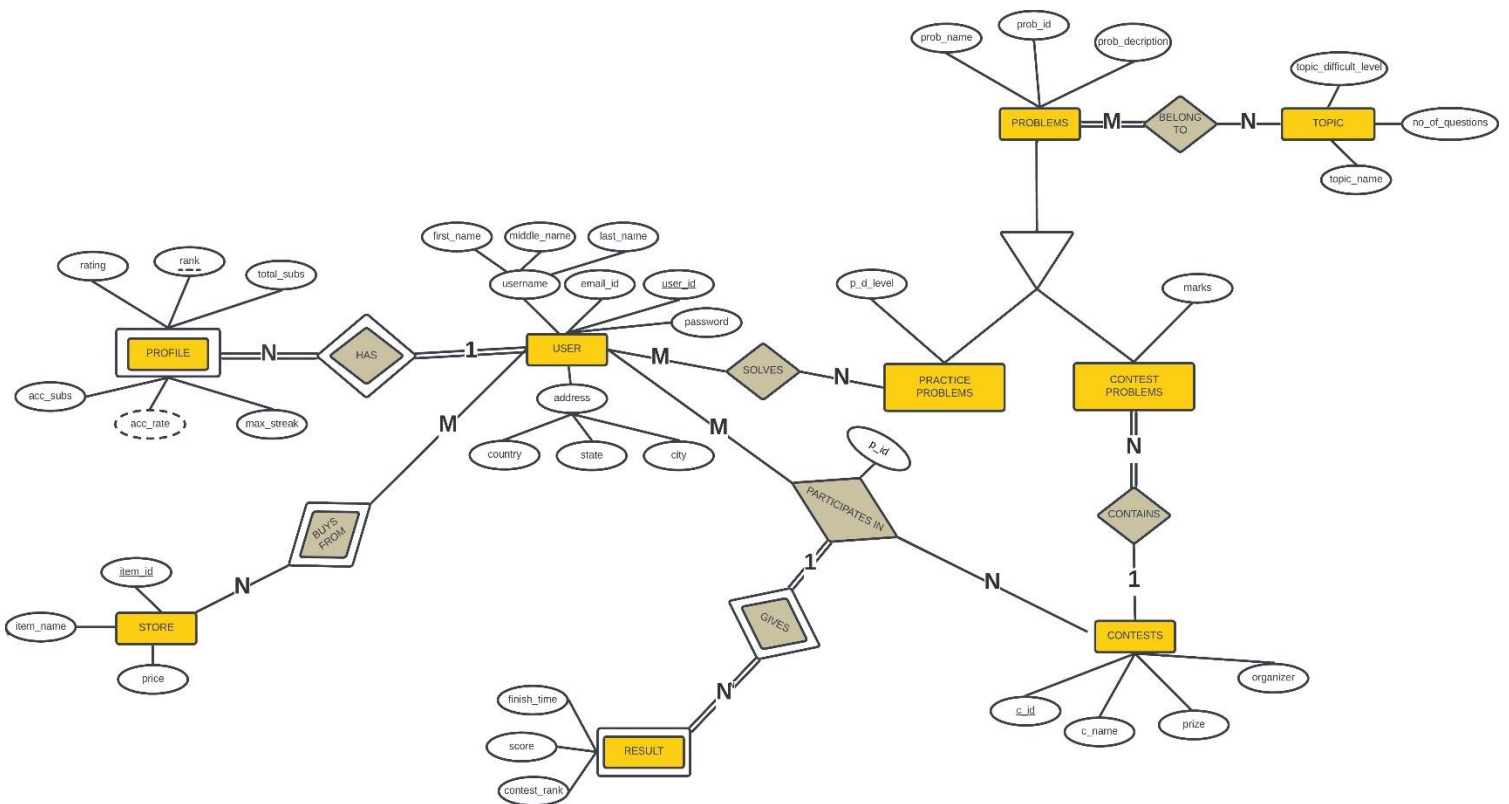 prob_name
prob_id
prob_decription
PROBLEMS
M
BELONG
TO
N
TOPIC
topic_difficult_level
no_of_questions
topic_name
first_name
middle_name
last_name
username
email_id
user_id
password
rating
rank
total_subs
PROFILE
N
HAS
1
USER
acc_subs
acc_rate
max_streak
address
country
state
city
M
SOLVES
N
p_d_level
PRACTICE
PROBLEMS
marks
CONTEST
PROBLEMS
M
BUYS
FROM
N
item_id
item_name
STORE
price
M
p_id
PARTICIPATES IN
N
1
GIVES
N
finish_time
score
contest_rank
RESULT
N
CONTAINS
1
CONTESTS
c_id
c_name
prize
organizer